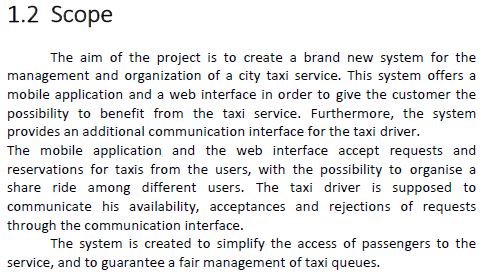 1.2 Scope
The aim of the project is to create a brand new system for the
management and organization of a city taxi service. This system offers a
mobile application and a web interface in order to give the customer the
possibility to benefit from the taxi service. Furthermore, the system
provides an additional communication interface for the taxi driver.
The mobile application and the web interface accept requests and
reservations for taxis from the users, with the possibility to organise a
share ride among different users. The taxi driver is supposed to
communicate his availability, acceptances and rejections of requests
through the communication interface.
The system is created to simplify the access of passengers to the
service, and to guarantee a fair management of taxi queues.